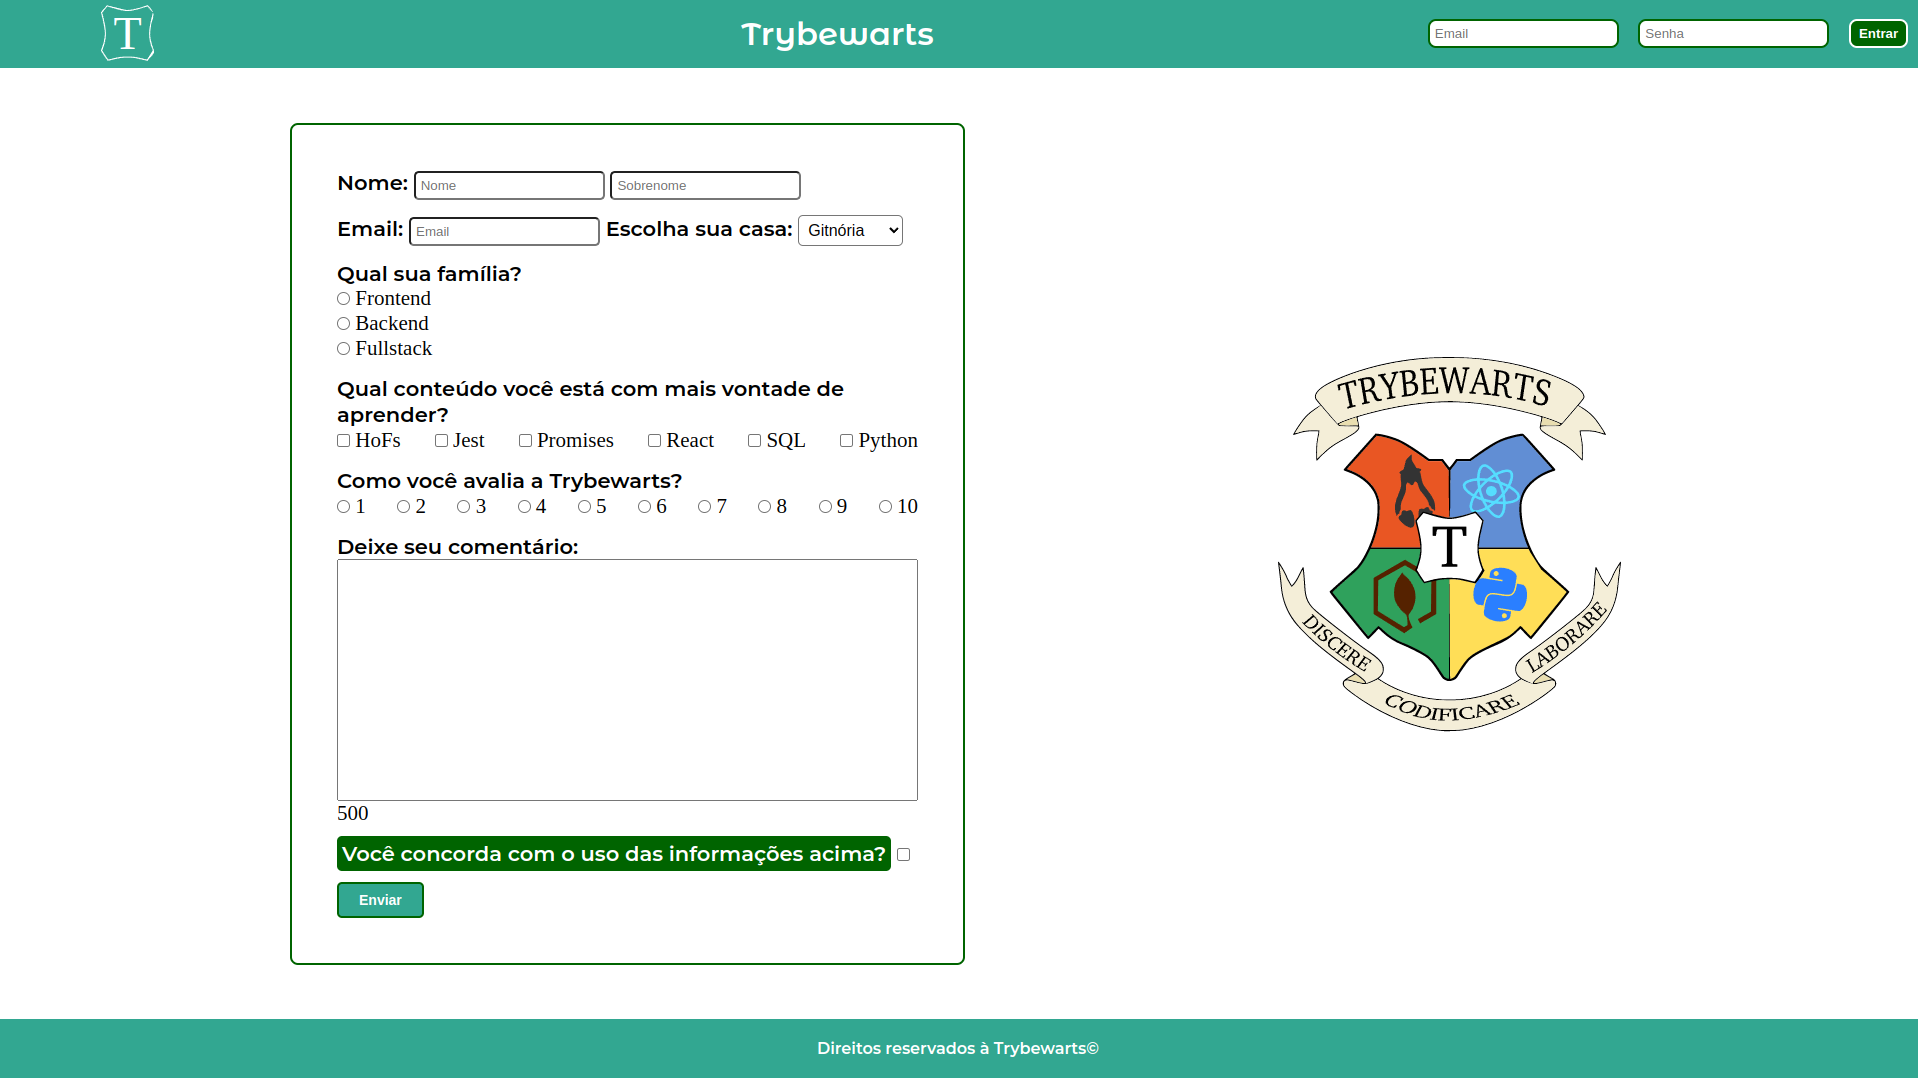 T
Trybewarts
Email
Senha
Entrar
Nome: Nome Sobrenome
Email: Email Escolha sua casa: Gitnória
Qual sua família?
Frontend
Backend
Fullstack
Qual conteúdo você está com mais vontade de
aprender?
HoFs Jest Promises React SQL Python
Como você avalia a Trybewarts?
1 2 3 4 5 6 7 8 9 10
Deixe seu comentário:
500
Você concorda com o uso das informações acima?
Enviar
TRYBEWARTS
T
DISCERE
CODIFICARE
LABORARE
Direitos reservados à Trybewarts©